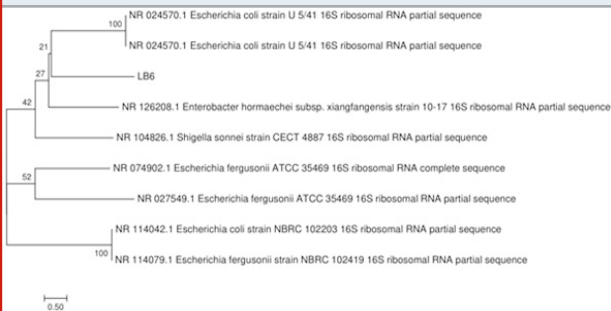 NR 024570.1 Escherichia coli strain U 5/41 16S ribosomal RNA partial sequence
100
NR 024570.1 Escherichia coli strain U 5/41 16S ribosomal RNA partial sequence
21
LB6
27
NR 126208.1 Enterobacter hormaechei subsp. xiangfangensis strain 10-17 16S ribosomal RNA partial sequence
42
NR 104826.1 Shigella sonnei strain CECT 4887 16S ribosomal RNA partial sequence
NR 074902.1 Escherichia fergusonii ATCC 35469 16S ribosomal RNA complete sequence
52
NR 027549.1 Escherichia fergusonii ATCC 35469 16S ribosomal RNA partial sequence
NR 114042.1 Escherichia coli strain NBRC 102203 16S ribosomal RNA partial sequence
100
NR 114079.1 Escherichia fergusonii strain NBRC 102419 16S ribosomal RNA partial sequence
0.50